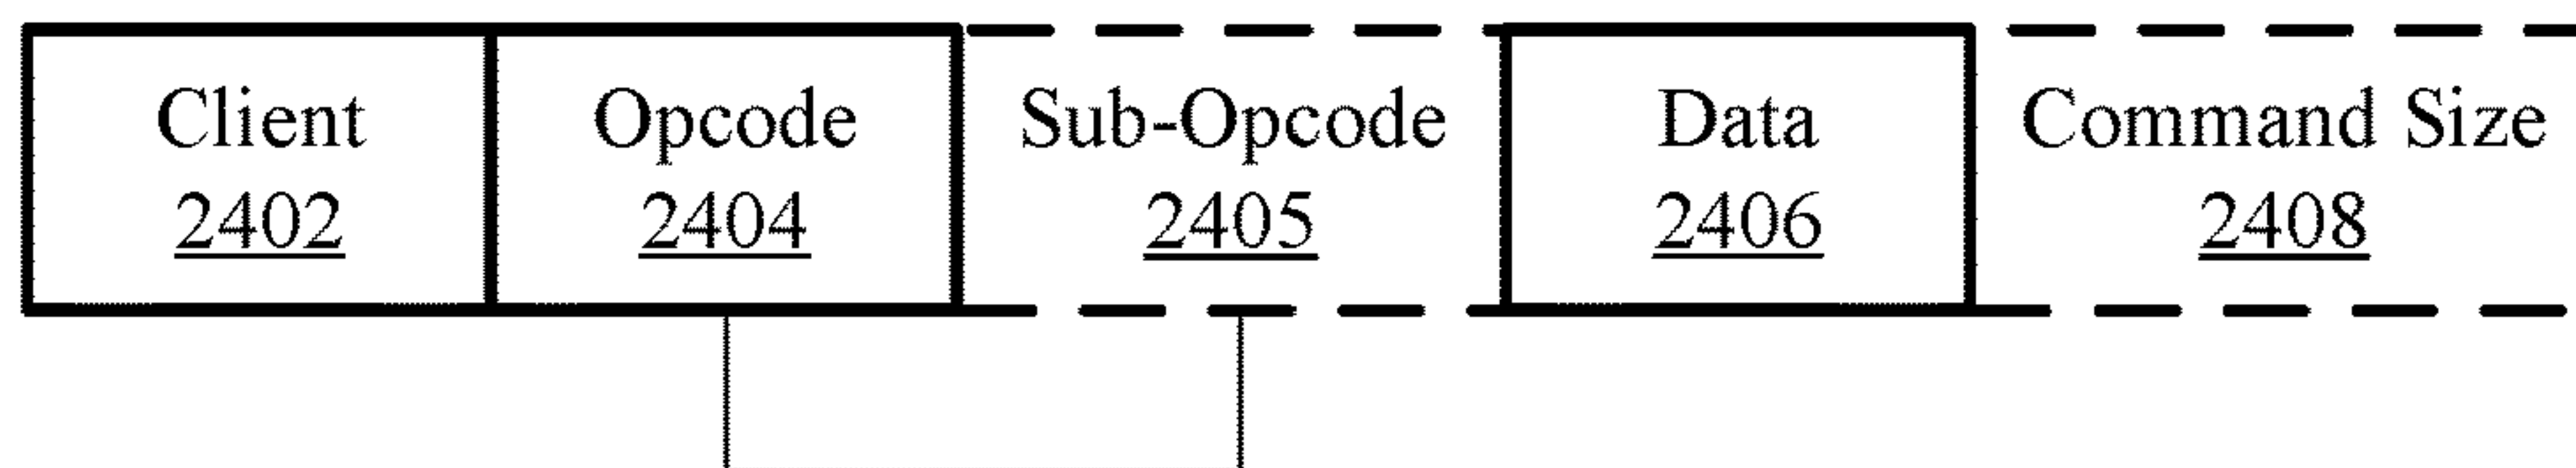 Client
2402
Opcode
2404
Sub-Opcode
2405
Data
2406
Command Size
2408